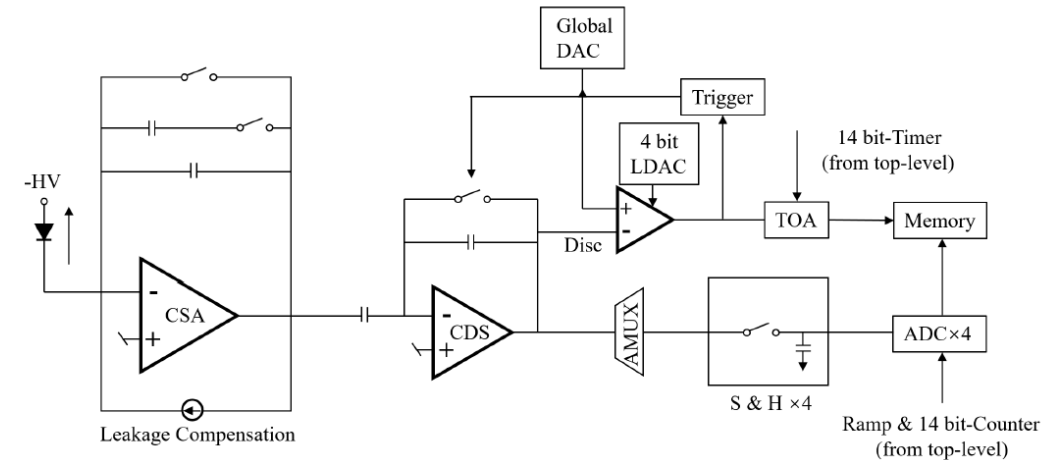 Global
DAC
Trigger
4 bit
LDAC
14 bit-Timer
(from top-level)
-HV
+
-
Disc
TOA
Memory
-
CSA
+
-
CDS
+
AMUX
ADC×4
S & H ×4
Leakage Compensation
Ramp & 14 bit-Counter
(from top-level)